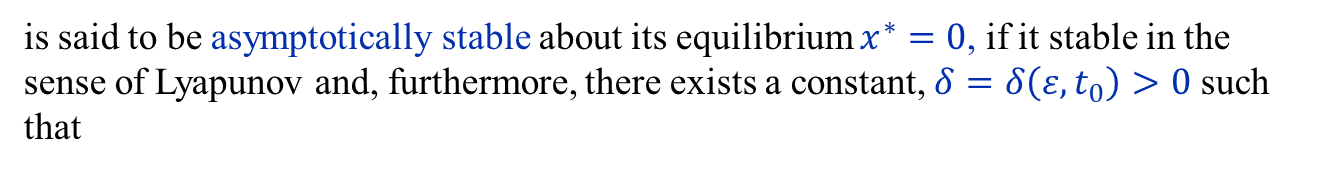 is said to be asymptotically stable about its equilibrium x* = 0, if it stable in the
sense of Lyapunov and, furthermore, there exists a constant, δ = δ(ε, t₀) > 0 such
that